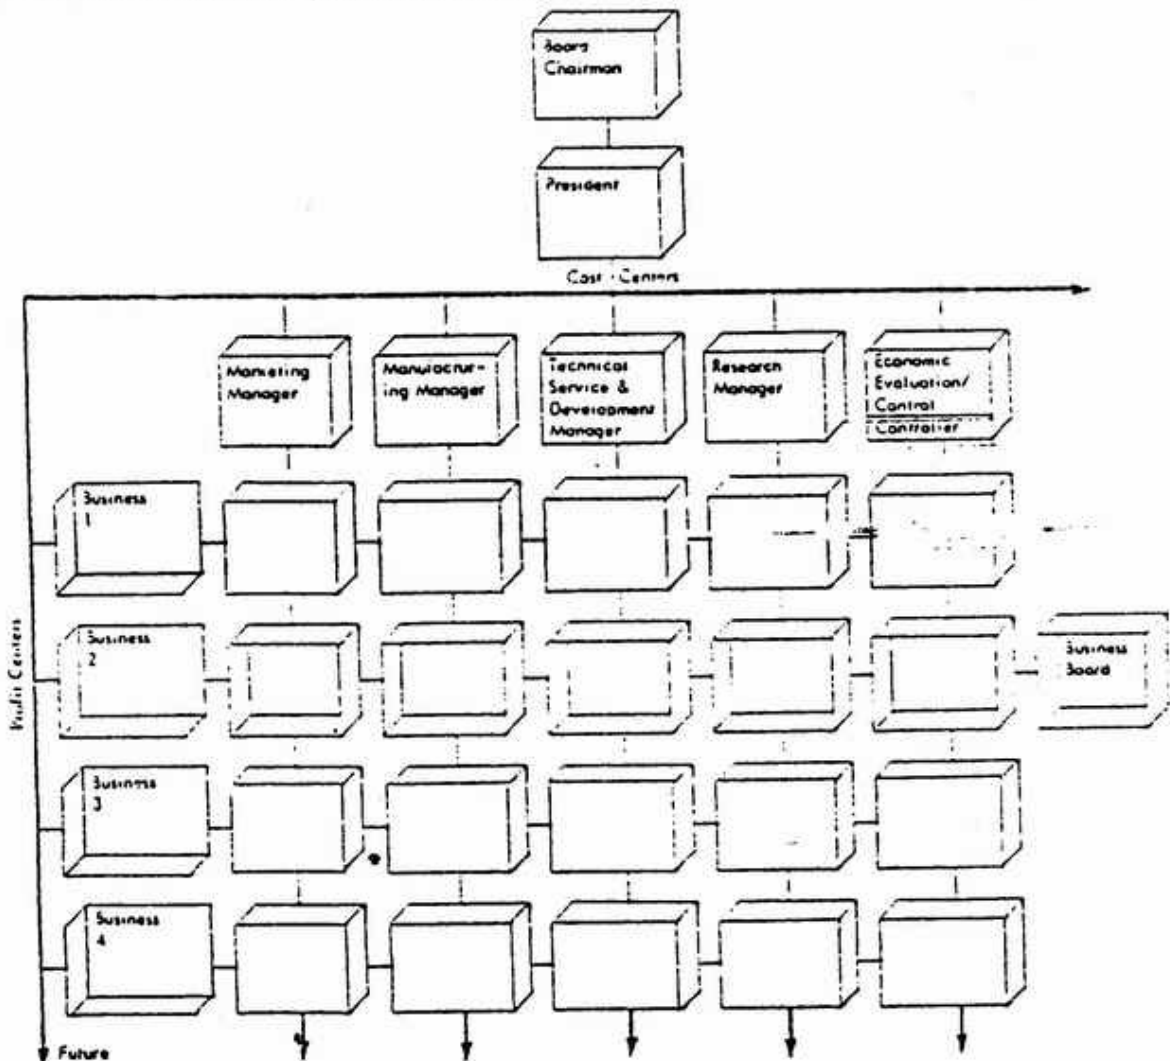 Board
Chairman
President
Cost Centers
Marketing
Manager
Manufactur-
ing Manager
Technical
Service &
Development
Manager
Research
Manager
Economic
Evaluation/
Control
Controller
Business
1
Profit Centers
Business
2
Business
Board
Business
3
Business
4
Future